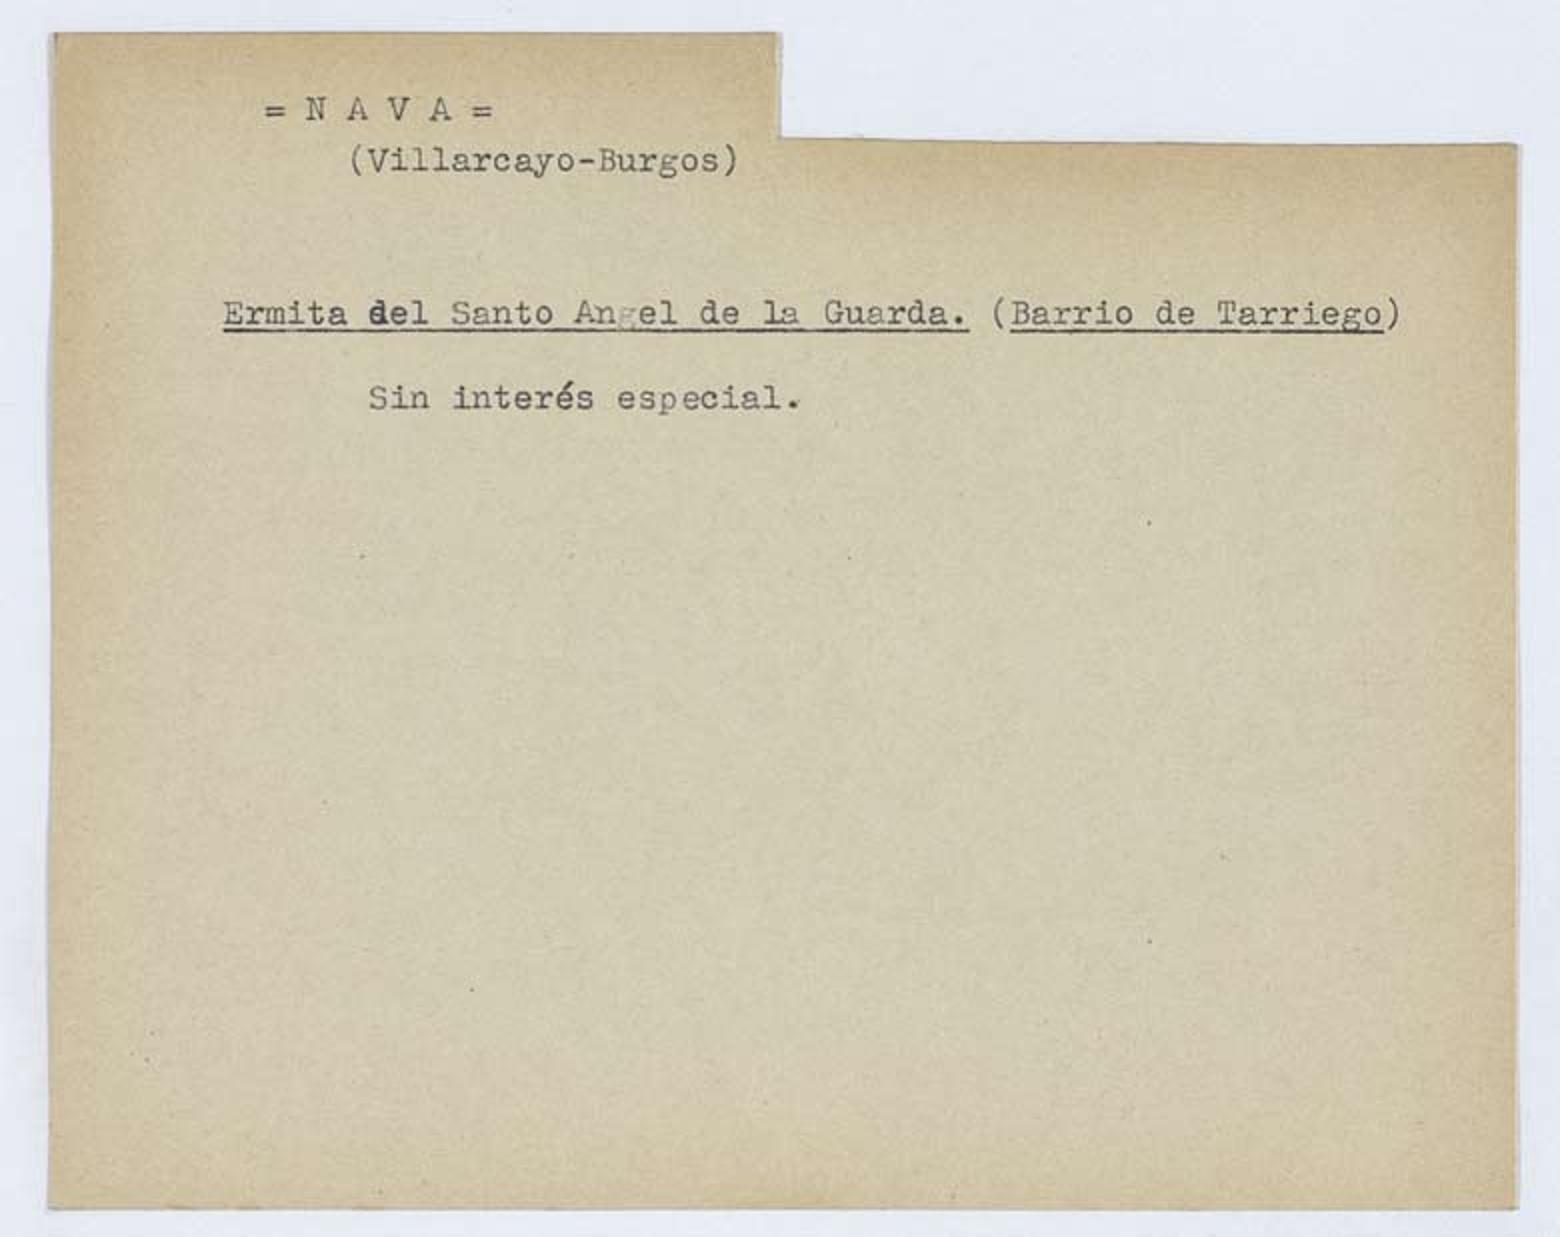 = N A V A =
(Villarcayo-Burgos)
Ermita del Santo Angel de la Guarda. (Barrio de Tarriego)
Sin interés especial.